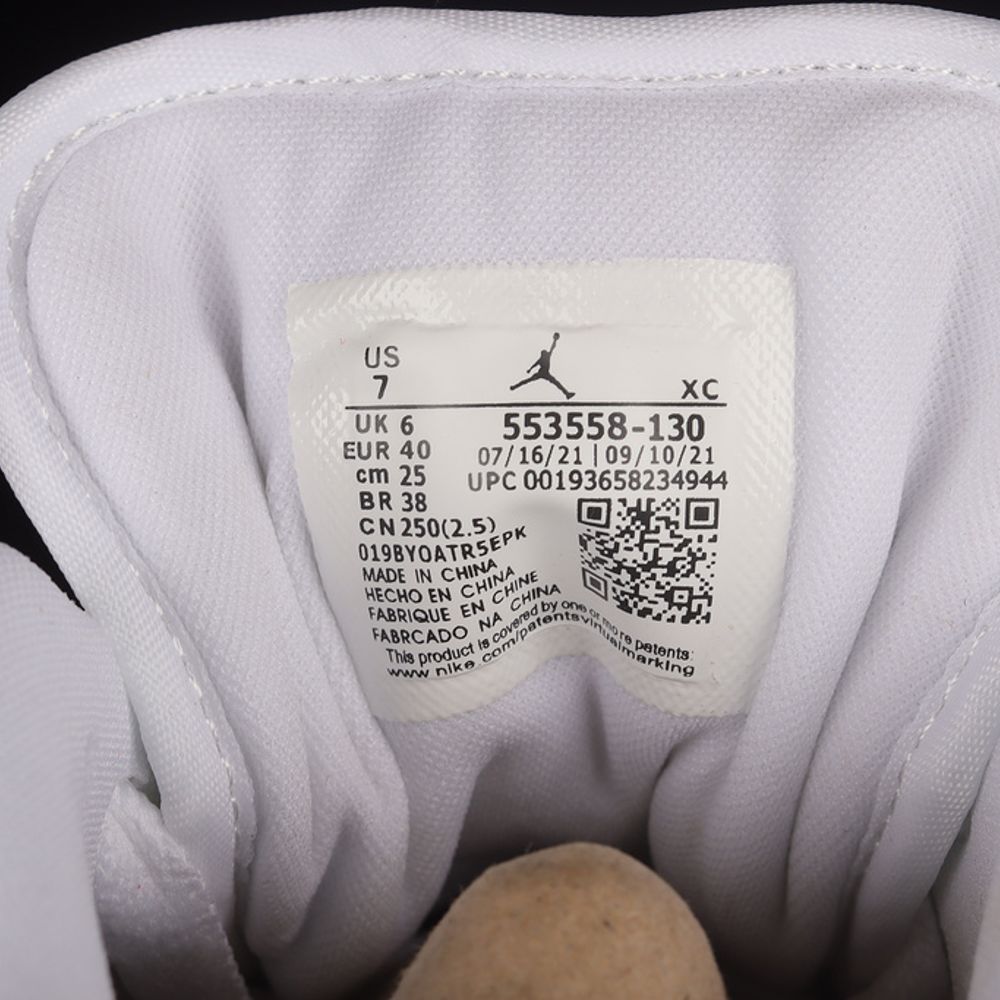 US
7
XC
UK 6
553558-130
EUR 40
07/16/21 | 09/10/21
cm 25
UPC 00193658234944
BR 38
CN 250(2.5)
019BYOATR5EPK
MADE IN CHINA
HECHO EN CHINA
FABRIQUE EN CHINE
FABRCADO NA CHINA
This product is covered by one or more patents:
www.nike.com/patentsvirtualmarking